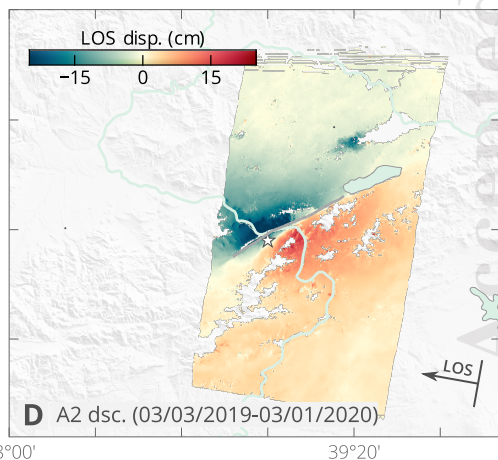 LOS disp. (cm)
−15 0 15
LOS
D A2 dsc. (03/03/2019-03/01/2020)
39°20'